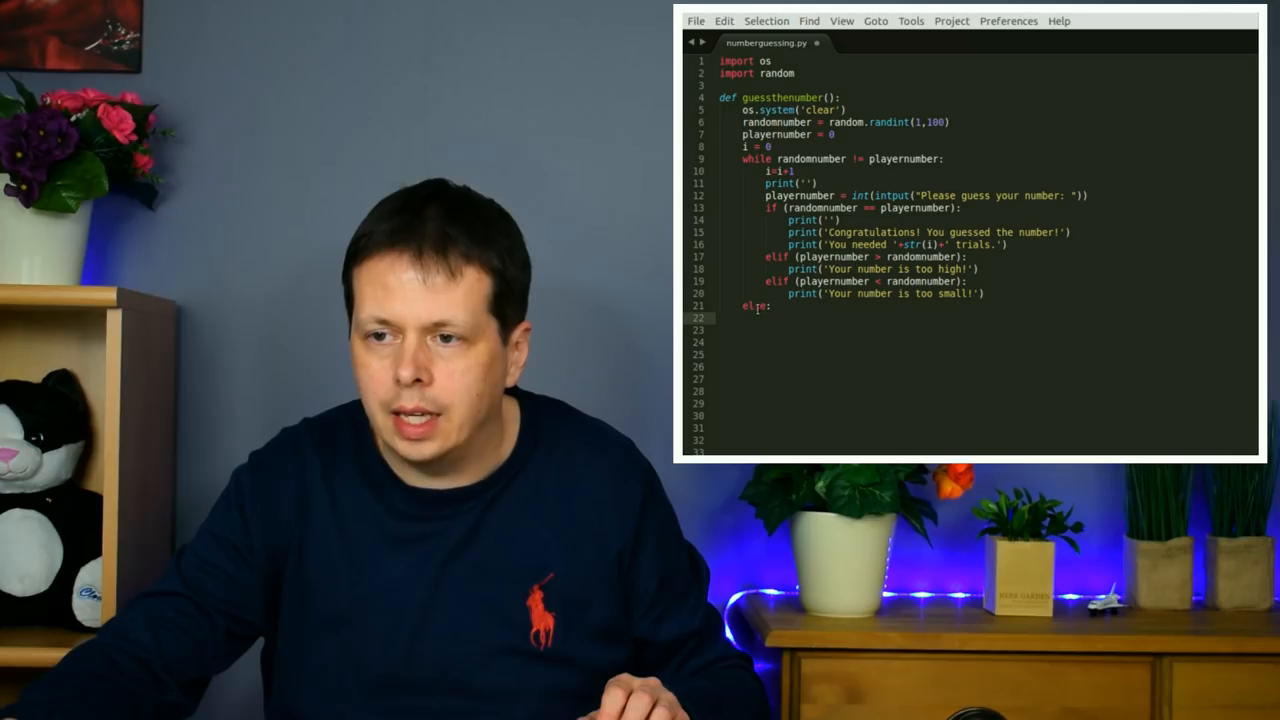 File Edit Selection Find View Goto Tools Project Preferences Help
numberguessing.py
1 import os
2 import random
3
4 def guessthenumber():
5 os.system('clear')
6 randomnumber = random.randint(1,100)
7 playernumber = 0
8 i = 0
9 while randomnumber != playernumber:
10 i=i+1
11 print('')
12 playernumber = int(intput("Please guess your number: "))
13 if (randomnumber == playernumber):
14 print('')
15 print('Congratulations! You guessed the number!')
16 print('You needed '+str(i)+' trials.')
17 elif (playernumber > randomnumber):
18 print('Your number is too high!')
19 elif (playernumber < randomnumber):
20 print('Your number is too small!')
21 else:
22
23
24
25
26
27
28
29
30
31
32
33
HERB GARDEN